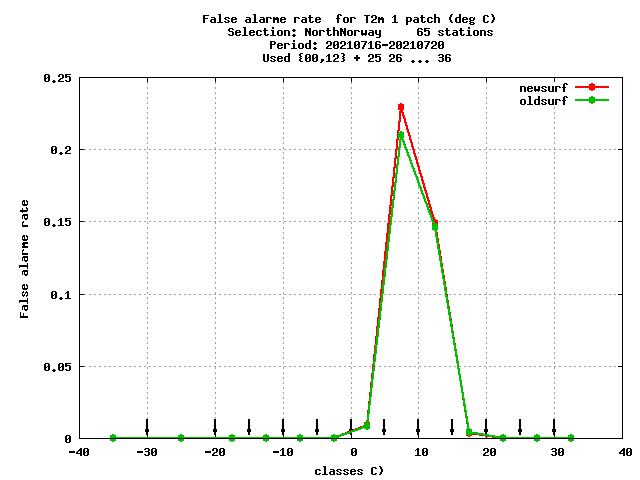 False alarme rate  for T2m 1 patch (deg C)
Selection: NorthNorway     65 stations
Period: 20210716-20210720
Used {00,12} + 25 26 ... 36
newsurf
oldsurf
0.25
0.2
0.15
0.1
0.05
0
False alarme rate
-40 -30 -20 -10 0 10 20 30 40
classes C)